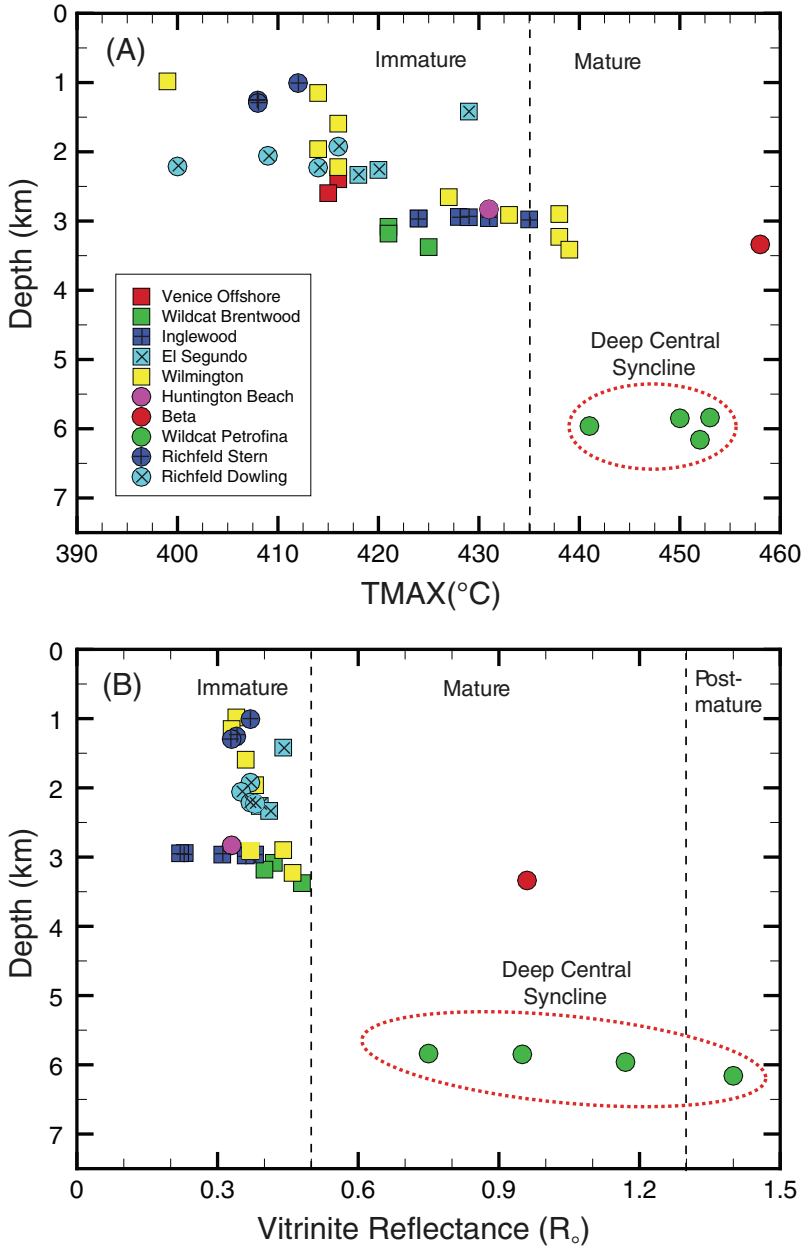 0
1
2
3
4
5
6
7
Depth (km)
(A)
Immature
Mature
Venice Offshore
Wildcat Brentwood
Inglewood
El Segundo
Wilmington
Huntington Beach
Beta
Wildcat Petrofina
Richfeld Stern
Richfeld Dowling
Deep Central
Syncline
390 400 410 420 430 440 450 460
TMAX(°C)
0
1
2
3
4
5
6
7
Depth (km)
(B)
Immature
Mature
Post-
mature
Deep Central
Syncline
0 0.3 0.6 0.9 1.2 1.5
Vitrinite Reflectance (Rₒ)